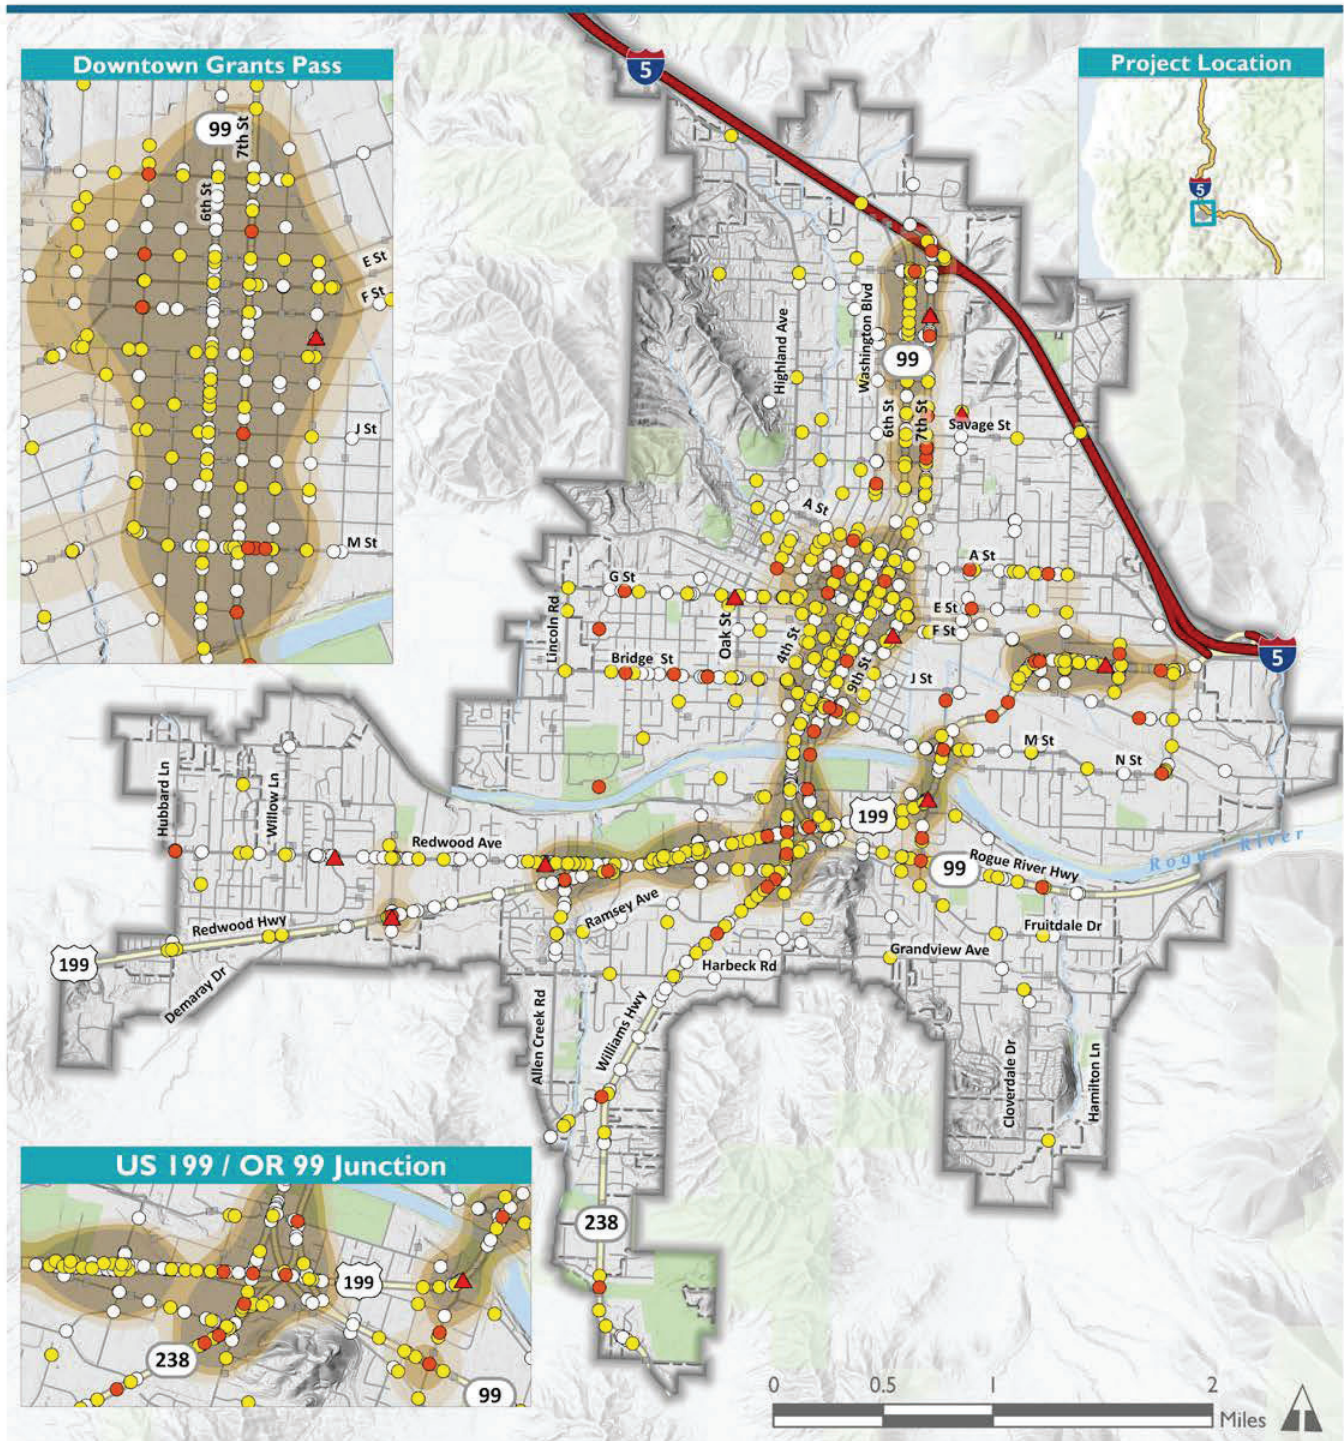 Downtown Grants Pass
99
7th St
6th St
E St
F St
J St
M St
5
Project Location
5
Highland Ave
Washington Blvd
99
6th St
7th St
Savage St
A St
A St
G St
Lincoln Rd
Oak St
4th St
9th St
E St
F St
Bridge St
J St
5
M St
N St
Hubbard Ln
Willow Ln
Redwood Ave
199
99
Rogue River Hwy
Rogue River
Redwood Hwy
199
Demaray Dr
Ramsey Ave
Fruitdale Dr
Grandview Ave
Harbeck Rd
Allen Creek Rd
Williams Hwy
Cloverdale Dr
Hamilton Ln
238
US 199 / OR 99 Junction
199
238
99
0 0.5 1 2
Miles